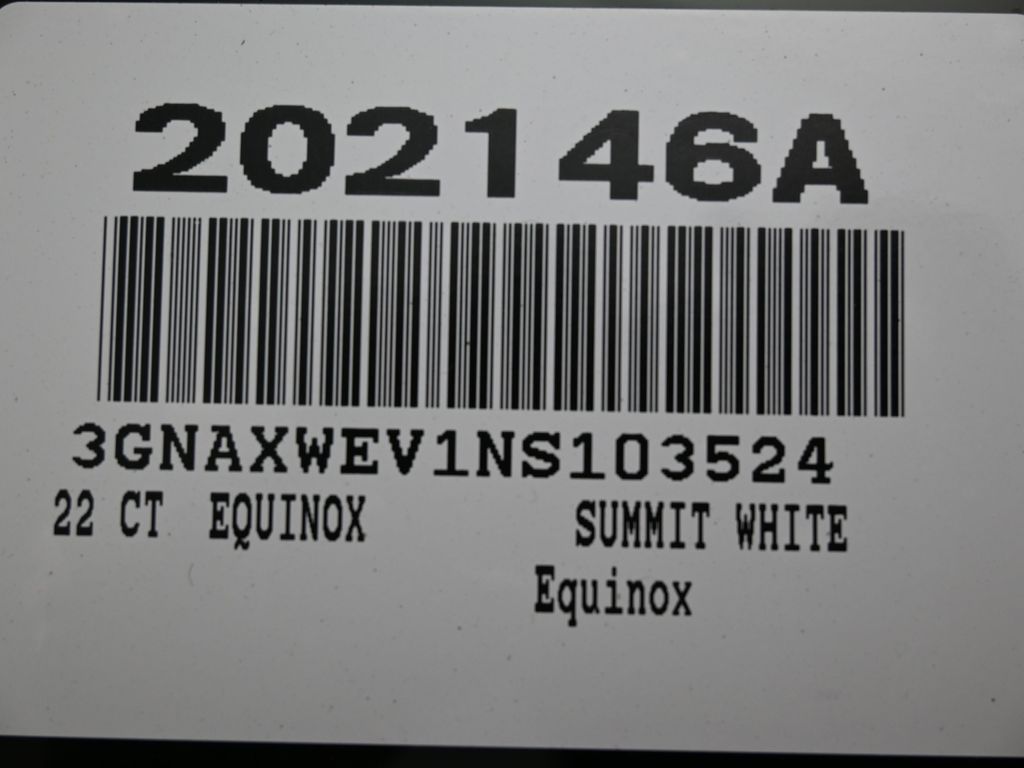 202146A
3GNAXWEV1NS103524
22 CT EQUINOX SUMMIT WHITE
Equinox